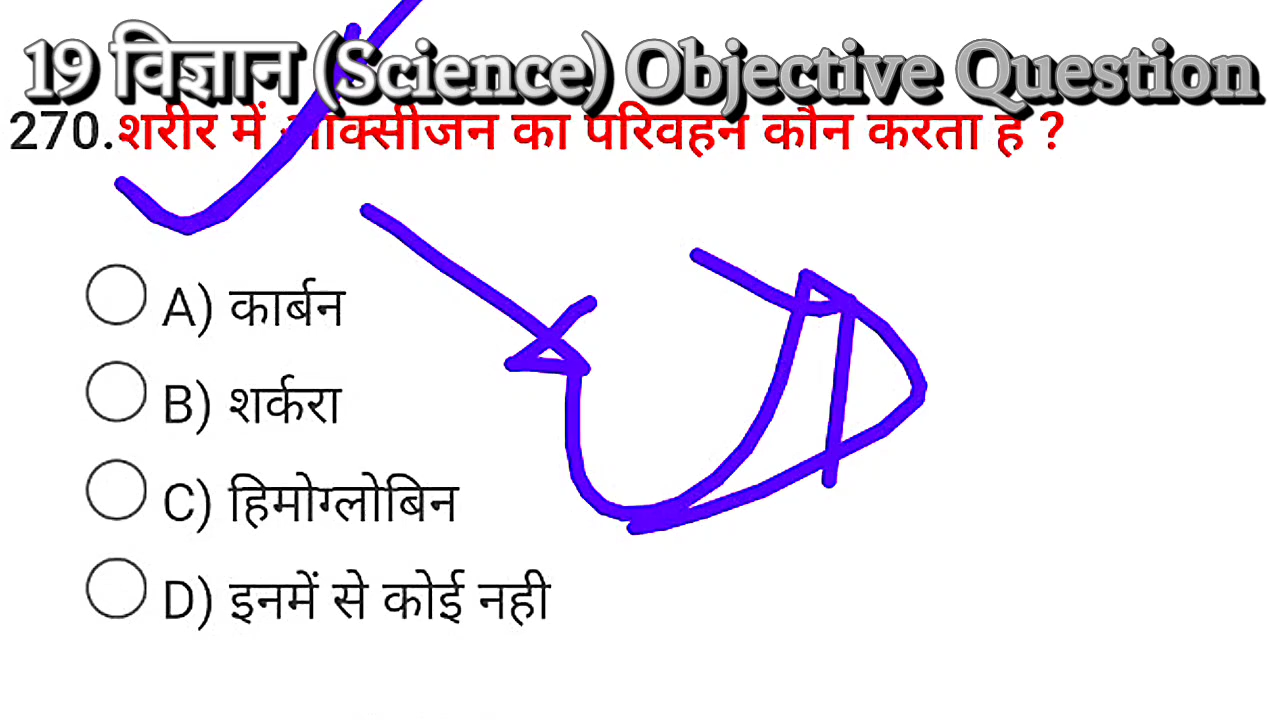 19 विज्ञान (Science) Objective Question
270.शरीर में ऑक्सीजन का परिवहन कौन करता है ?
A) कार्बन
B) शर्करा
C) हिमोग्लोबिन
D) इनमें से कोई नही